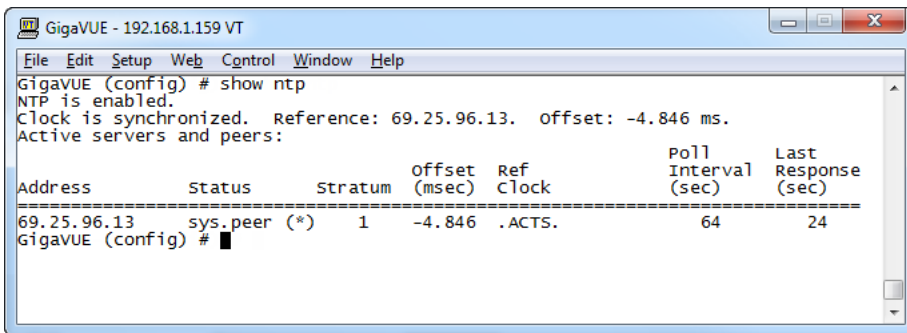 GigaVUE - 192.168.1.159 VT
File Edit Setup Web Control Window Help
GigaVUE (config) # show ntp
NTP is enabled.
Clock is synchronized.  Reference: 69.25.96.13.  Offset: -4.846 ms.
Active servers and peers:
Poll Last
Offset Ref Interval Response
Address Status Stratum (msec) Clock (sec) (sec)
==============================================================================
69.25.96.13 sys.peer (*) 1 -4.846 .ACTS. 64 24
GigaVUE (config) #